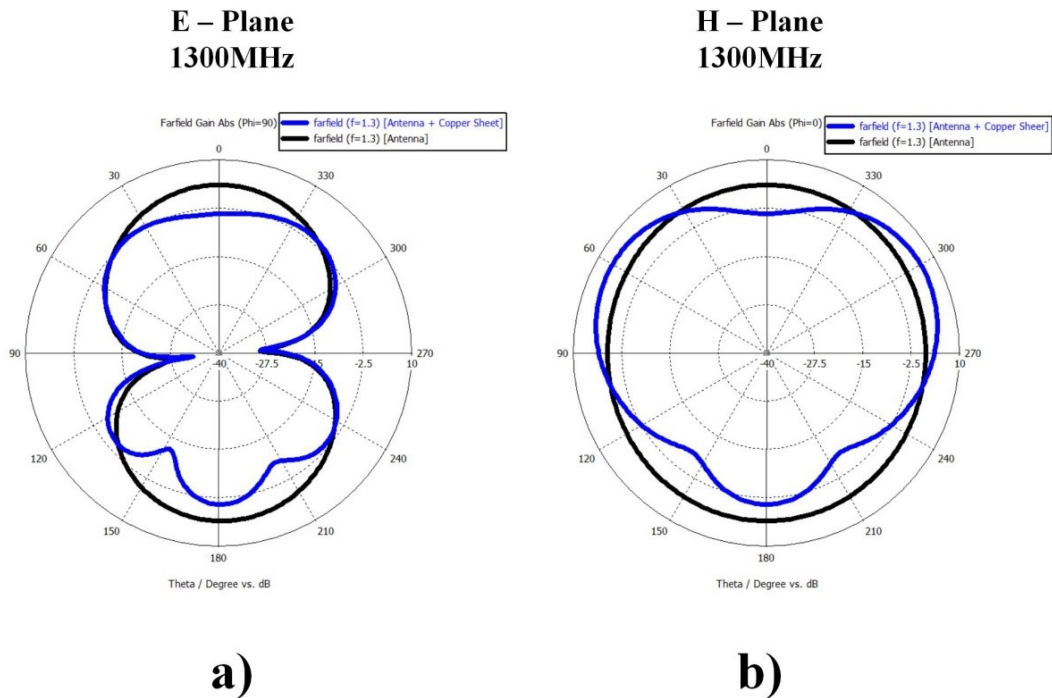 E – Plane
1300MHz
Farfield Gain Abs (Phi=90)
farfield (f=1.3) [Antenna + Copper Sheet]
farfield (f=1.3) [Antenna]
0
30
330
60
300
90
-40
-27.5
-15
-2.5
10
270
120
240
150
210
180
Theta / Degree vs. dB
a)
H – Plane
1300MHz
Farfield Gain Abs (Phi=0)
farfield (f=1.3) [Antenna + Copper Sheer]
farfield (f=1.3) [Antenna]
0
30
330
60
300
90
-40
-27.5
-15
-2.5
10
270
120
240
150
210
180
Theta / Degree vs. dB
b)